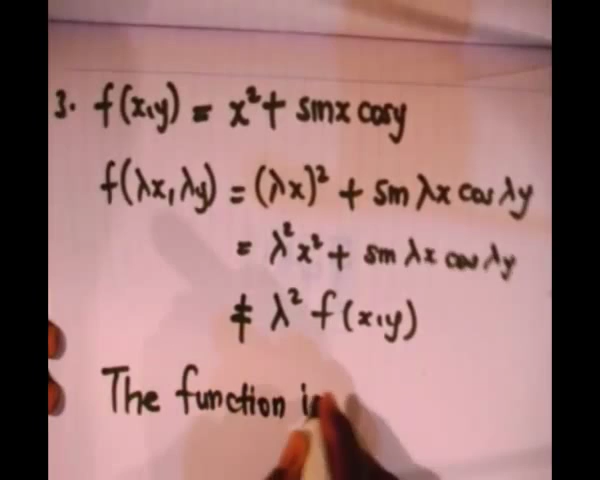 3. f(x,y) = x² + sinx cosy
f(λx, λy) = (λx)² + sin λx cos λy
= λ²x² + sin λx cos λy
≠ λ² f(x,y)
The function is